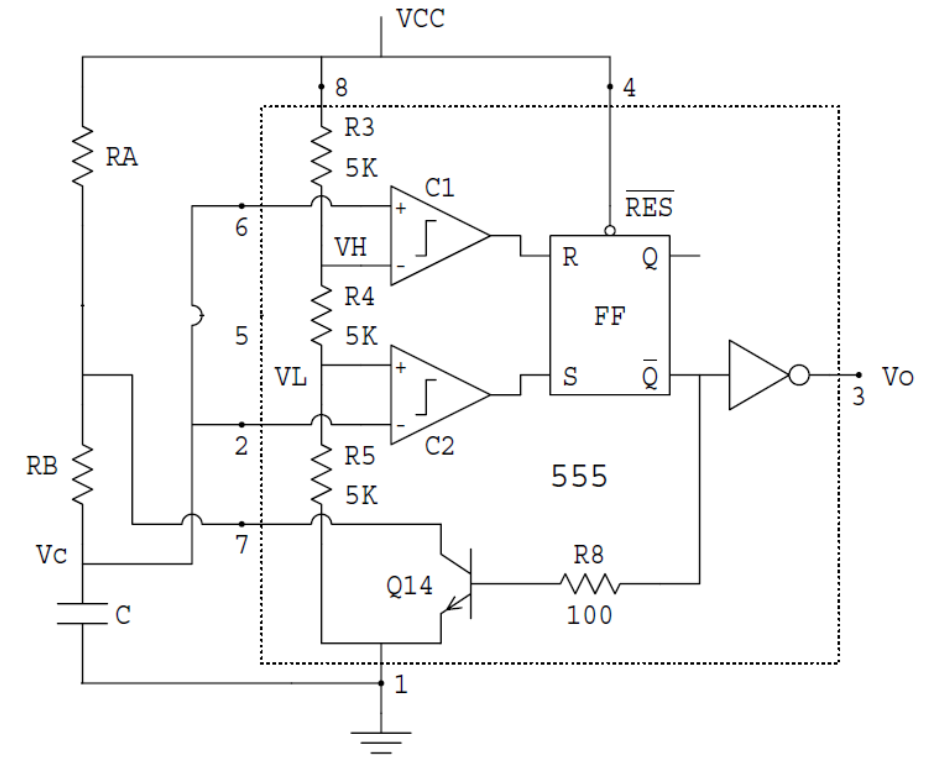 VCC
8
4
R3
RA
5K
C1
+
RES
6
VH
-
R
Q
R4
FF
5
5K
VL
+
S
Q
Vo
3
2
-
C2
RB
R5
555
5K
7
Vc
R8
Q14
C
100
1